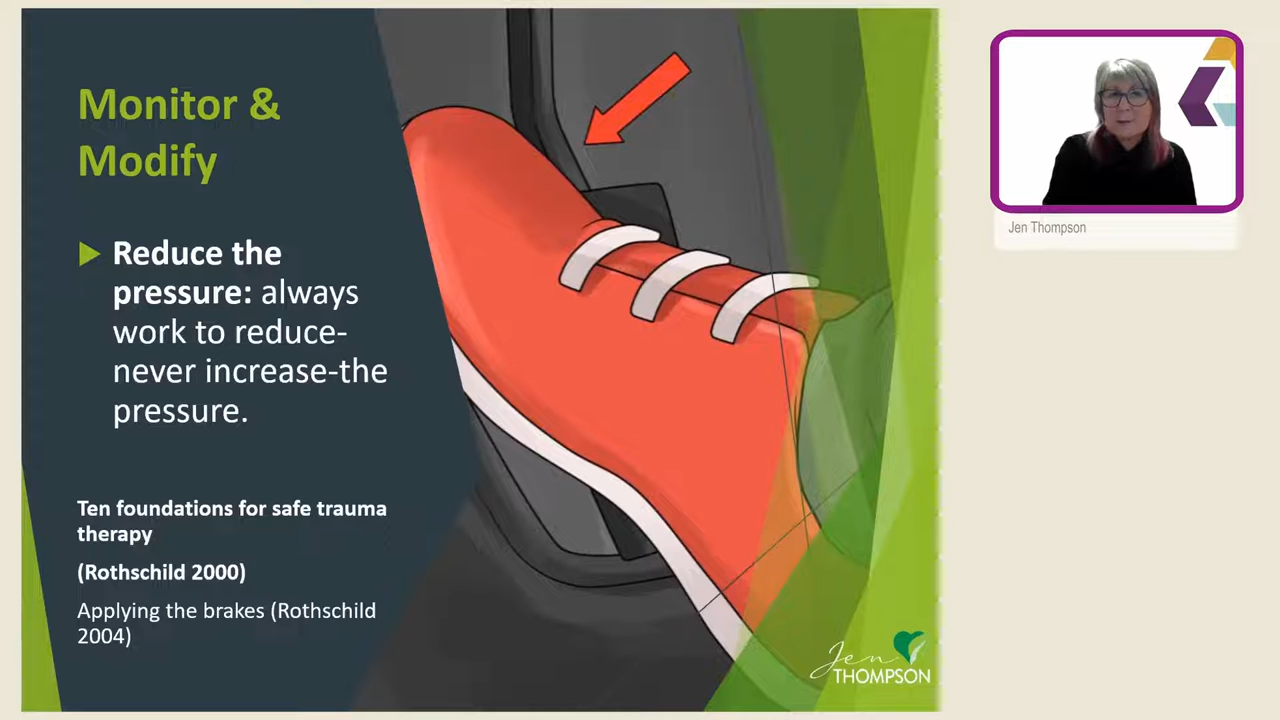 Monitor &
Modify
Reduce the
pressure: always
work to reduce-
never increase-the
pressure.
Ten foundations for safe trauma
therapy
(Rothschild 2000)
Applying the brakes (Rothschild
2004)
Jen
THOMPSON
Jen Thompson